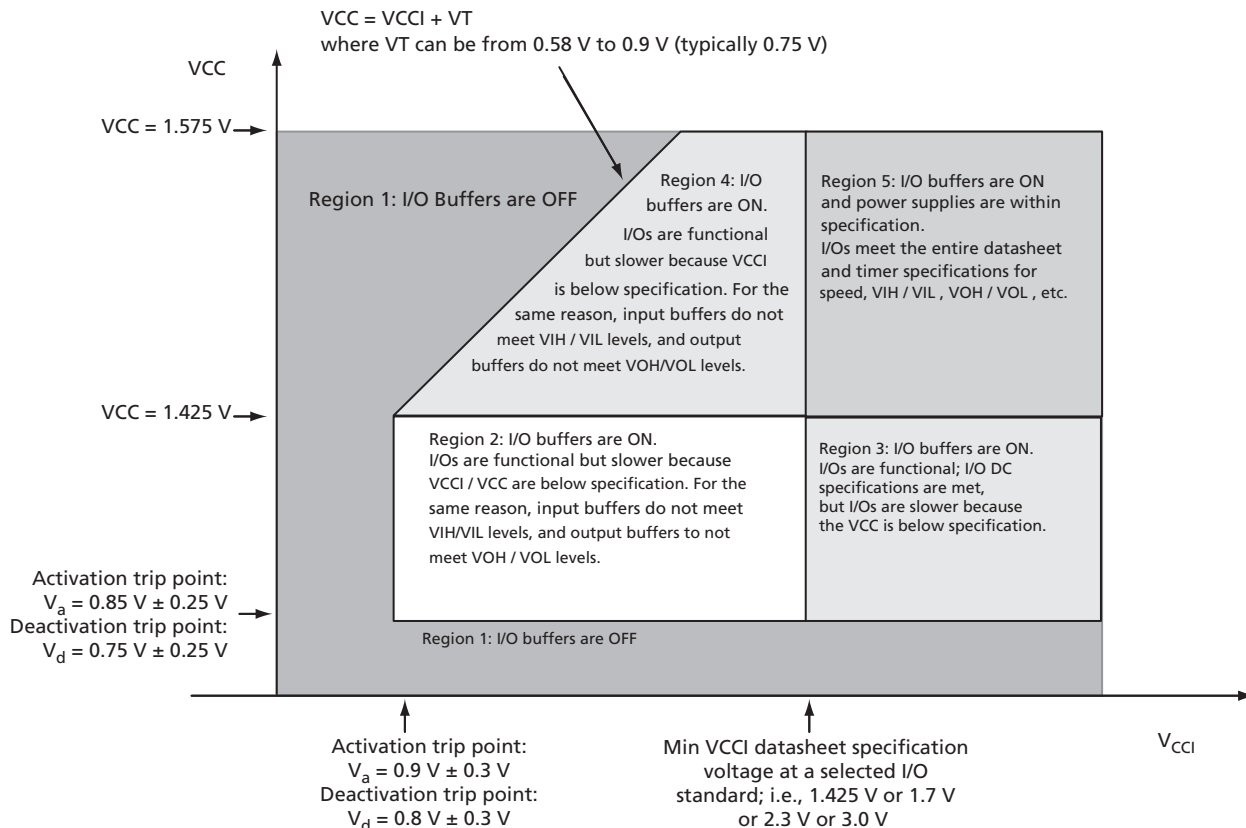 VCC = VCCI + VT
where VT can be from 0.58 V to 0.9 V (typically 0.75 V)
VCC
VCC = 1.575 V
Region 1: I/O Buffers are OFF
Region 4: I/O
buffers are ON.
I/Os are functional
but slower because VCCI
is below specification. For the
same reason, input buffers do not
meet VIH / VIL levels, and output
buffers do not meet VOH/VOL levels.
Region 5: I/O buffers are ON
and power supplies are within
specification.
I/Os meet the entire datasheet
and timer specifications for
speed, VIH / VIL , VOH / VOL , etc.
VCC = 1.425 V
Region 2: I/O buffers are ON.
I/Os are functional but slower because
VCCI / VCC are below specification. For the
same reason, input buffers do not meet
VIH/VIL levels, and output buffers to not
meet VOH / VOL levels.
Region 3: I/O buffers are ON.
I/Os are functional; I/O DC
specifications are met,
but I/Os are slower because
the VCC is below specification.
Activation trip point:
Va = 0.85 V ± 0.25 V
Deactivation trip point:
Vd = 0.75 V ± 0.25 V
Region 1: I/O buffers are OFF
Activation trip point:
Va = 0.9 V ± 0.3 V
Deactivation trip point:
Vd = 0.8 V ± 0.3 V
Min VCCI datasheet specification
voltage at a selected I/O
standard; i.e., 1.425 V or 1.7 V
or 2.3 V or 3.0 V
VCCI